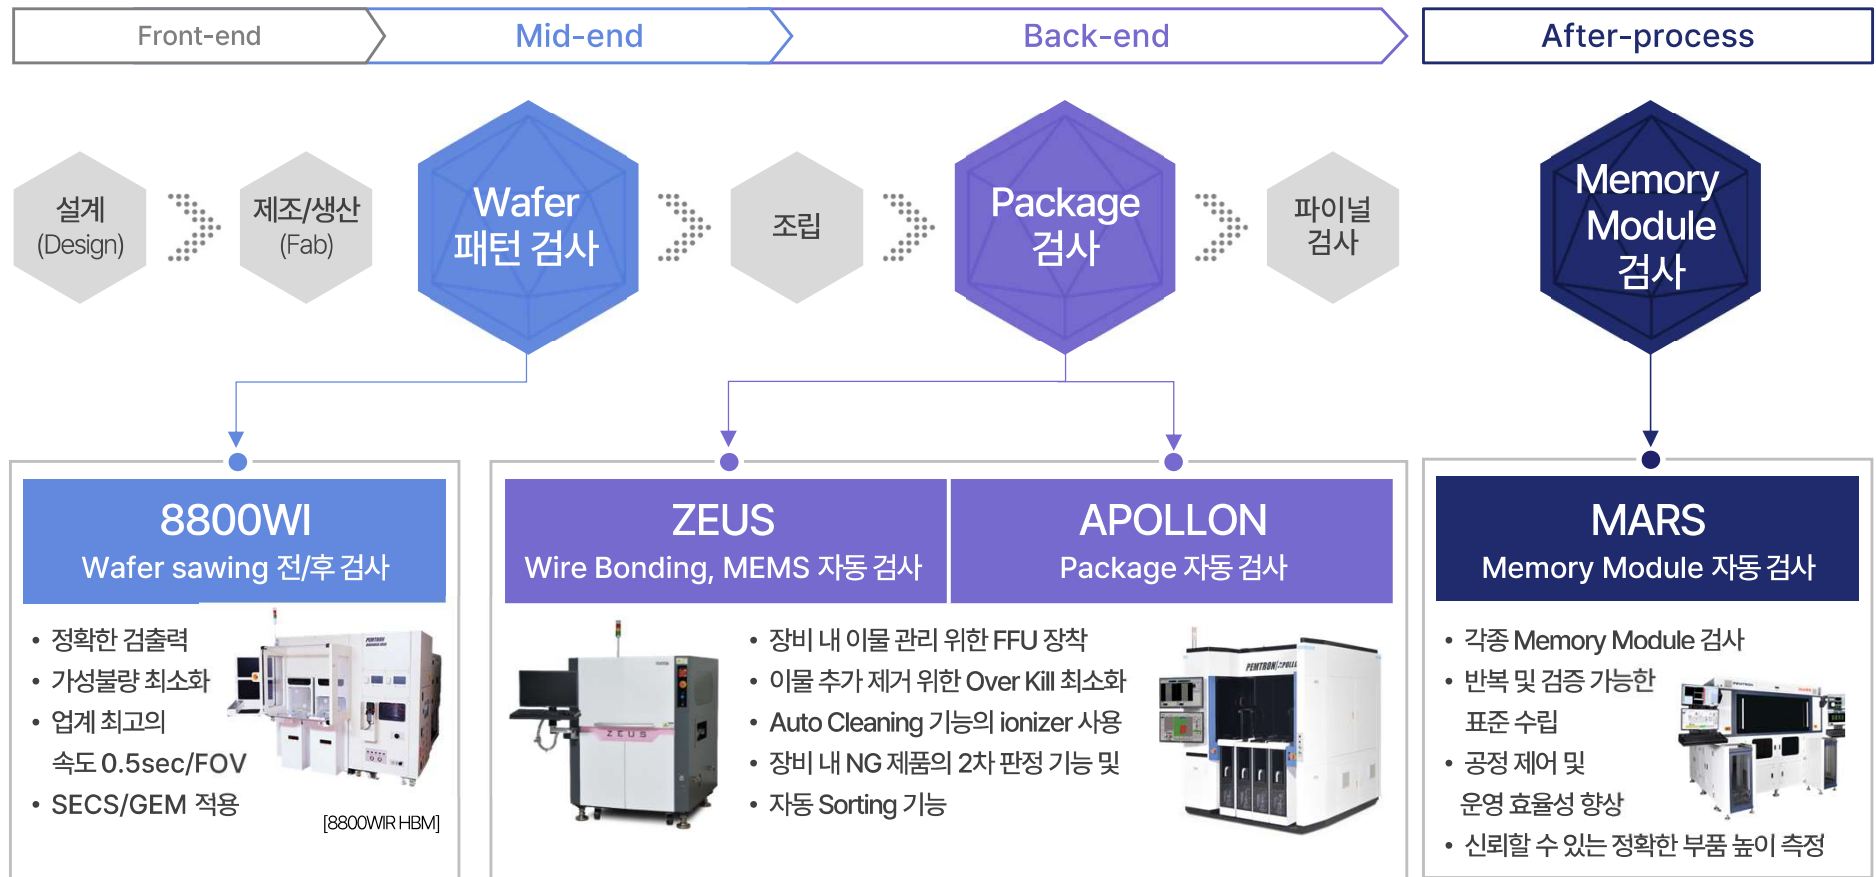 Front-end
Mid-end
Back-end
After-process
설계
(Design)
제조/생산
(Fab)
Wafer
패턴 검사
조립
Package
검사
파이널
검사
Memory
Module
검사
8800WI
Wafer sawing 전/후 검사
• 정확한 검출력
• 가성불량 최소화
• 업계 최고의
속도 0.5sec/FOV
• SECS/GEM 적용
PEMTRON
[8800WIR HBM]
ZEUS
Wire Bonding, MEMS 자동 검사
APOLLON
Package 자동 검사
ZEUS
• 장비 내 이물 관리 위한 FFU 장착
• 이물 추가 제거 위한 Over Kill 최소화
• Auto Cleaning 기능의 ionizer 사용
• 장비 내 NG 제품의 2차 판정 기능 및
• 자동 Sorting 기능
PEMTRON
MARS
Memory Module 자동 검사
• 각종 Memory Module 검사
• 반복 및 검증 가능한
표준 수립
• 공정 제어 및
운영 효율성 향상
• 신뢰할 수 있는 정확한 부품 높이 측정